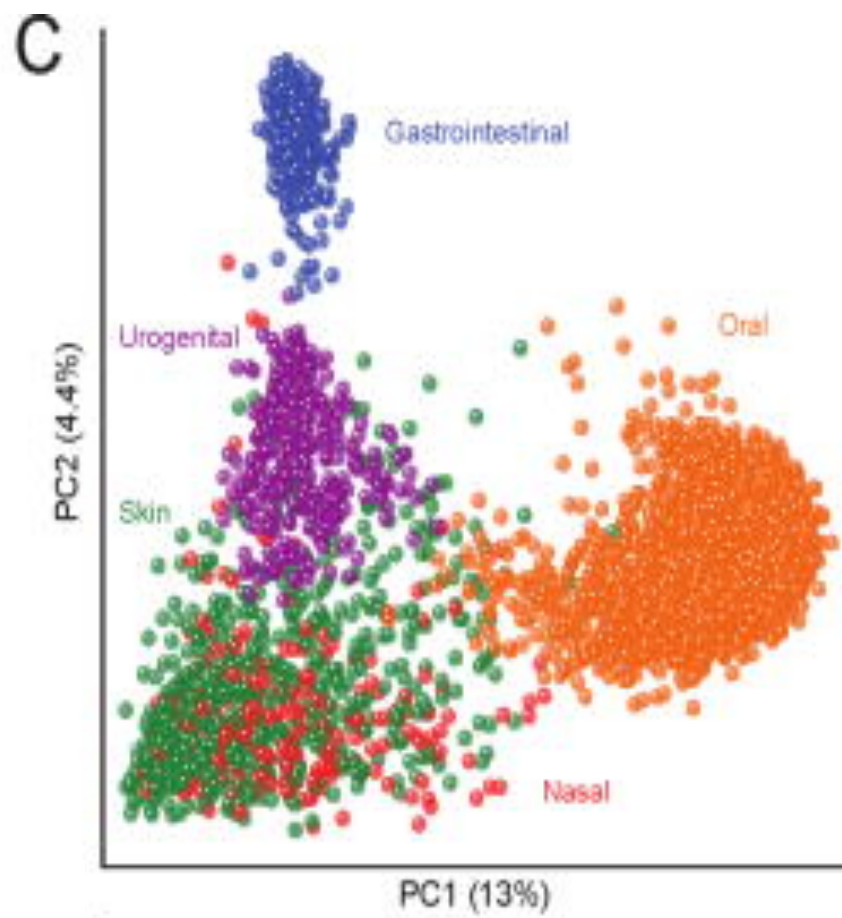 C
Gastrointestinal
Urogenital
Oral
PC2 (4.4%)
Skin
Nasal
PC1 (13%)